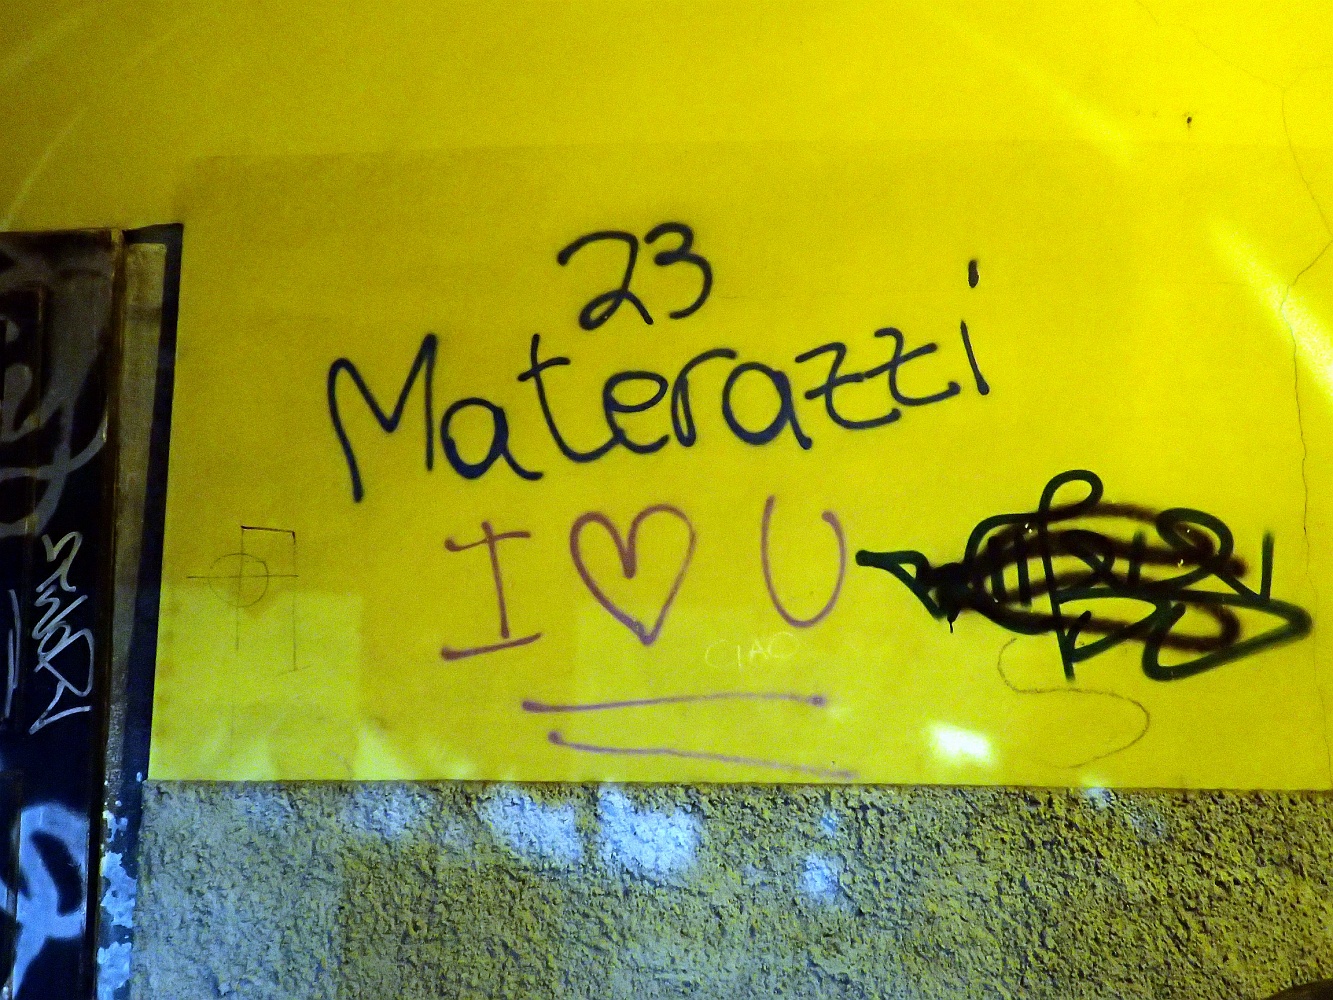 23
Materazzi
I ♥ U
CIAO